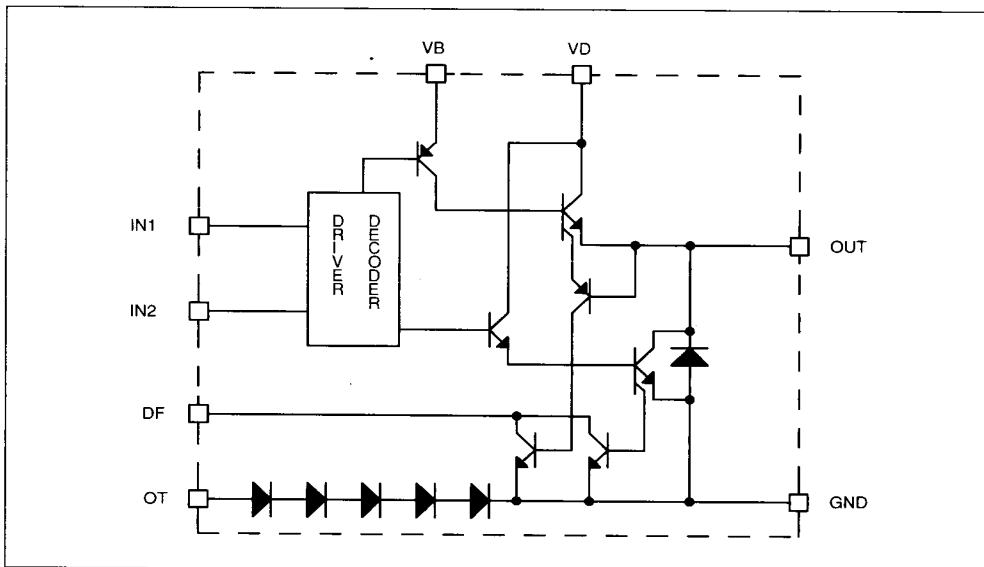 VB
VD
IN1
IN2
DRIVER
DECODER
OUT
DF
OT
GND